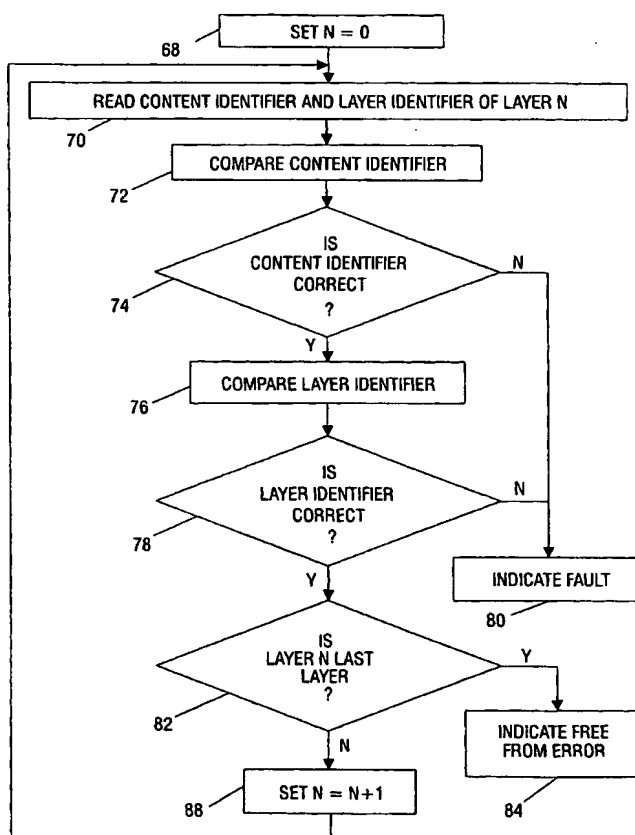 SET N = 0
68
READ CONTENT IDENTIFIER AND LAYER IDENTIFIER OF LAYER N
70
COMPARE CONTENT IDENTIFIER
72
IS
CONTENT IDENTIFIER
CORRECT
?
N
74
Y
COMPARE LAYER IDENTIFIER
76
IS
LAYER IDENTIFIER
CORRECT
?
N
78
Y
INDICATE FAULT
80
IS
LAYER N LAST
LAYER
?
Y
82
N
INDICATE FREE
FROM ERROR
84
SET N = N+1
88